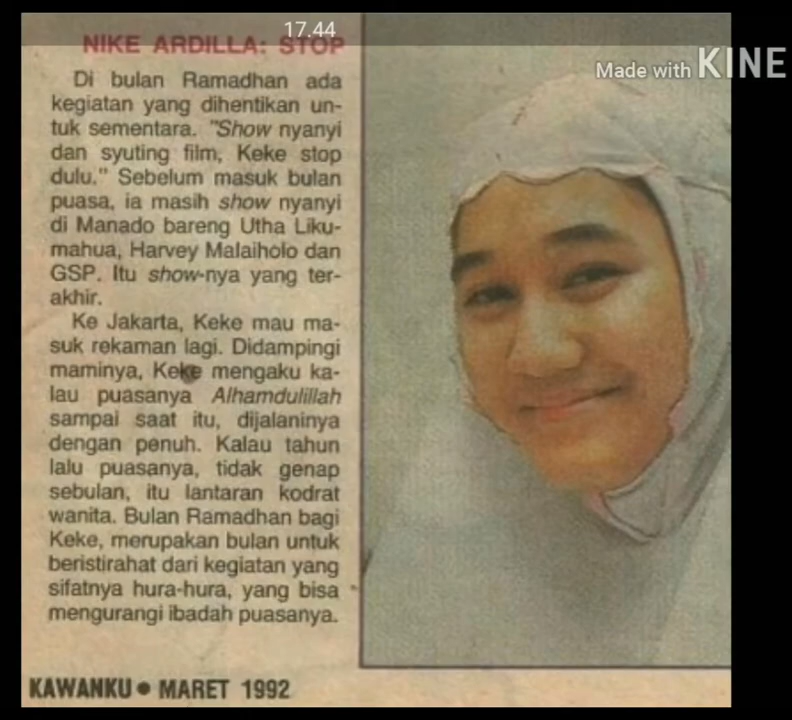 17.44
Made with KINE
NIKE ARDILLA: STOP
Di bulan Ramadhan ada
kegiatan yang dihentikan un-
tuk sementara. "Show nyanyi
dan syuting film, Keke stop
dulu." Sebelum masuk bulan
puasa, ia masih show nyanyi
di Manado bareng Utha Liku-
mahua, Harvey Malaiholo dan
GSP. Itu show-nya yang ter-
akhir.
Ke Jakarta, Keke mau ma-
suk rekaman lagi. Didampingi
maminya, Keke mengaku ka-
lau puasanya Alhamdulillah
sampai saat itu, dijalaninya
dengan penuh. Kalau tahun
lalu puasanya, tidak genap
sebulan, itu lantaran kodrat
wanita. Bulan Ramadhan bagi
Keke, merupakan bulan untuk
beristirahat dari kegiatan yang
sifatnya hura-hura, yang bisa
mengurangi ibadah puasanya.
KAWANKU • MARET 1992